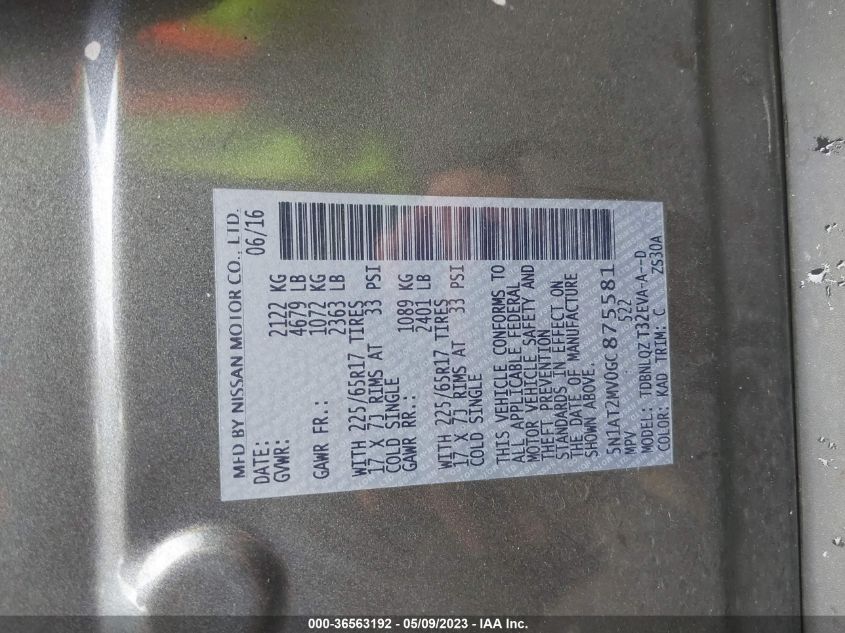 MFD BY NISSAN MOTOR CO., LTD.
DATE: 06/16
GVWR: 2122 KG
4679 LB
GAWR FR.: 1072 KG
2363 LB
WITH 225/65R17 TIRES
17 X 7J RIMS AT 33 PSI
COLD SINGLE
GAWR RR.: 1089 KG
2401 LB
WITH 225/65R17 TIRES
17 X 7J RIMS AT 33 PSI
COLD SINGLE
THIS VEHICLE CONFORMS TO
ALL APPLICABLE FEDERAL
MOTOR VEHICLE SAFETY AND
THEFT PREVENTION
STANDARDS IN EFFECT ON
THE DATE OF MANUFACTURE
SHOWN ABOVE.
5N1AT2MV0GC875581
MPV 522
MODEL: TDBNLQZ T32EVA-A--D
COLOR: KAD TRIM: C ZS30A
000-36563192 - 05/09/2023 - IAA Inc.